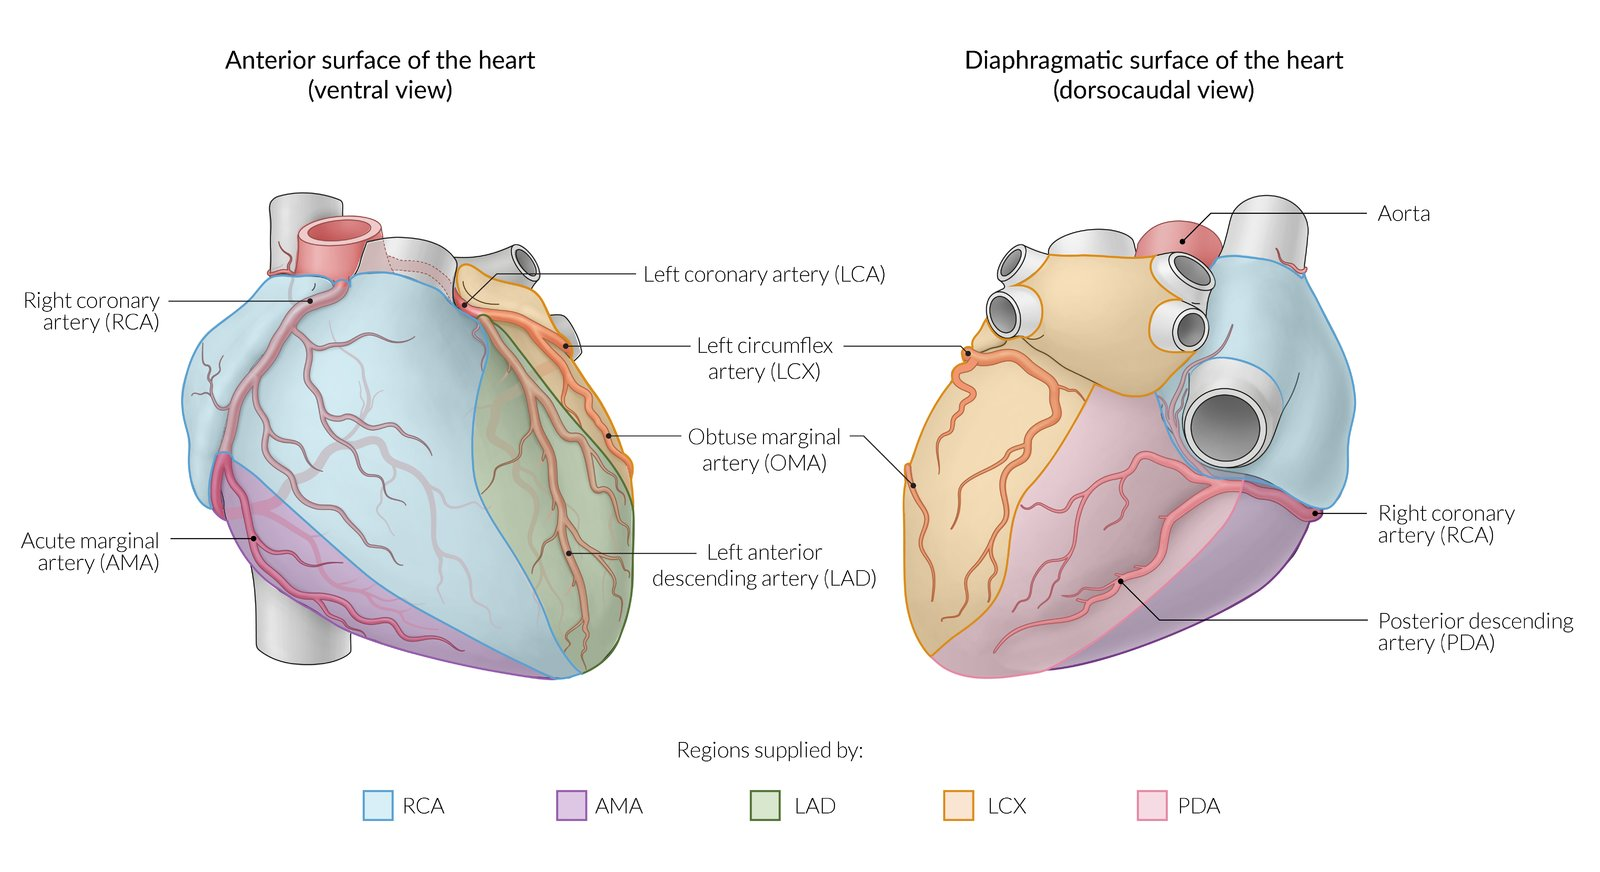 Anterior surface of the heart
(ventral view)
Diaphragmatic surface of the heart
(dorsocaudal view)
Right coronary
artery (RCA)
Acute marginal
artery (AMA)
Left coronary artery (LCA)
Left circumflex
artery (LCX)
Obtuse marginal
artery (OMA)
Left anterior
descending artery (LAD)
Aorta
Right coronary
artery (RCA)
Posterior descending
artery (PDA)
Regions supplied by:
RCA
AMA
LAD
LCX
PDA